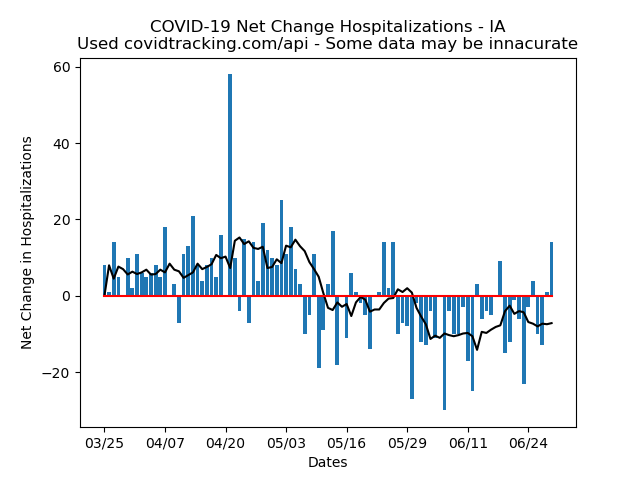 COVID-19 Net Change Hospitalizations - IA
Used covidtracking.com/api - Some data may be innacurate
60
40
20
0
−20
Net Change in Hospitalizations
03/25 04/07 04/20 05/03 05/16 05/29 06/11 06/24
Dates